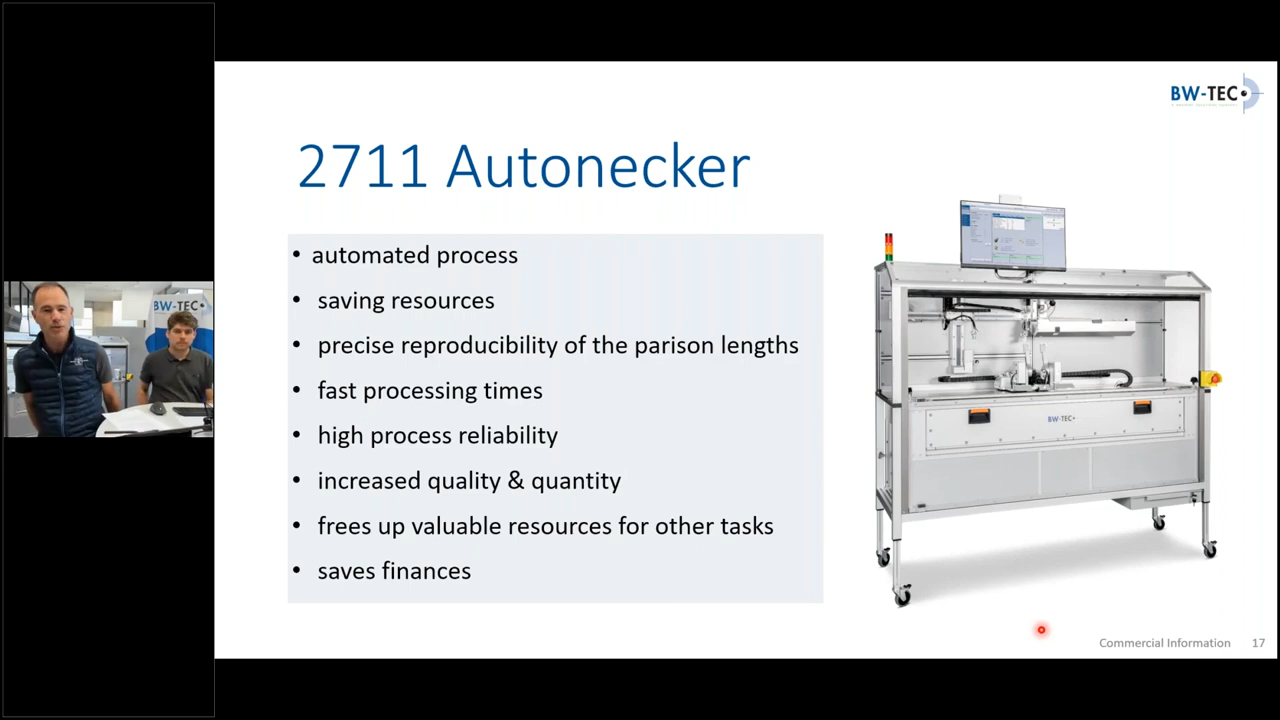 BW-TEC
2711 Autonecker
• automated process
• saving resources
• precise reproducibility of the parison lengths
• fast processing times
• high process reliability
• increased quality & quantity
• frees up valuable resources for other tasks
• saves finances
BW-TEC
BW-TEC
Commercial Information 17